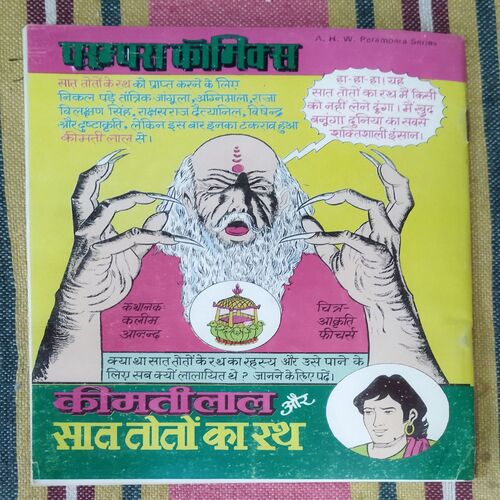 परम्परा कॉमिक्स
A. H. W. Perampara Series
सात तोतों के रथ को प्राप्त करने के लिए
निकल पड़े तांत्रिक जांघुला, अग्निमाला, राजा
विलक्षण सिंह, राक्षसराज दैत्यानिल, विषेन्द्र
और दुष्टाकृति, लेकिन इस बार इनका टकराव हुआ
कीमती लाल से।
हा-हा-हा। यह
सात तोतों का रथ मैं किसी
को नहीं लेने दूंगा। मैं खुद
बनूंगा दुनिया का सबसे
शक्तिशाली इंसान।
कथानक:
कलीम
आनन्द
चित्र-
आकृति
फीचर्स
क्या था सात तोतों के रथ का रहस्य और उसे पाने के
लिए सब क्यों लालायित थे? जानने के लिए पढ़ें।
कीमती लाल और
सात तोतों का रथ